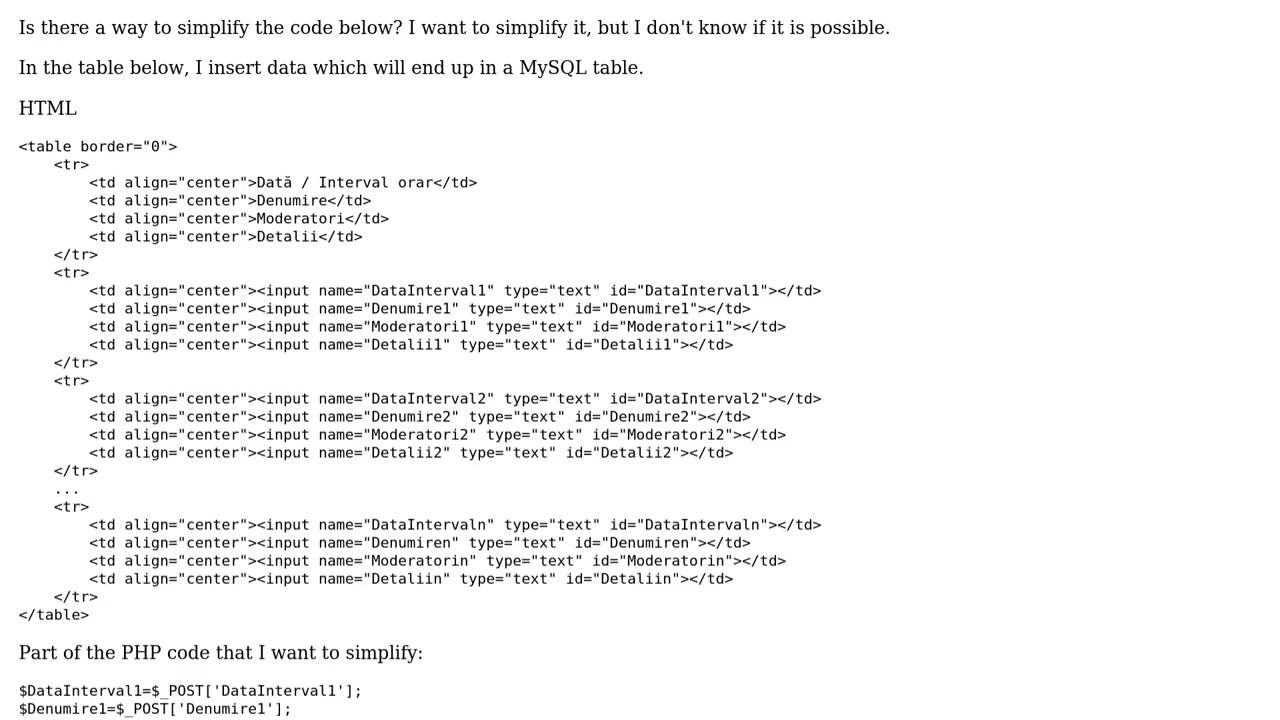 Is there a way to simplify the code below? I want to simplify it, but I don't know if it is possible.
In the table below, I insert data which will end up in a MySQL table.
HTML
<table border="0">
    <tr>
        <td align="center">Dată / Interval orar</td>
        <td align="center">Denumire</td>
        <td align="center">Moderatori</td>
        <td align="center">Detalii</td>
    </tr>
    <tr>
        <td align="center"><input name="DataInterval1" type="text" id="DataInterval1"></td>
        <td align="center"><input name="Denumire1" type="text" id="Denumire1"></td>
        <td align="center"><input name="Moderatori1" type="text" id="Moderatori1"></td>
        <td align="center"><input name="Detalii1" type="text" id="Detalii1"></td>
    </tr>
    <tr>
        <td align="center"><input name="DataInterval2" type="text" id="DataInterval2"></td>
        <td align="center"><input name="Denumire2" type="text" id="Denumire2"></td>
        <td align="center"><input name="Moderatori2" type="text" id="Moderatori2"></td>
        <td align="center"><input name="Detalii2" type="text" id="Detalii2"></td>
    </tr>
    ...
    <tr>
        <td align="center"><input name="DataIntervaln" type="text" id="DataIntervaln"></td>
        <td align="center"><input name="Denumiren" type="text" id="Denumiren"></td>
        <td align="center"><input name="Moderatorin" type="text" id="Moderatorin"></td>
        <td align="center"><input name="Detaliin" type="text" id="Detaliin"></td>
    </tr>
</table>
Part of the PHP code that I want to simplify:
$DataInterval1=$_POST['DataInterval1'];
$Denumire1=$_POST['Denumire1'];